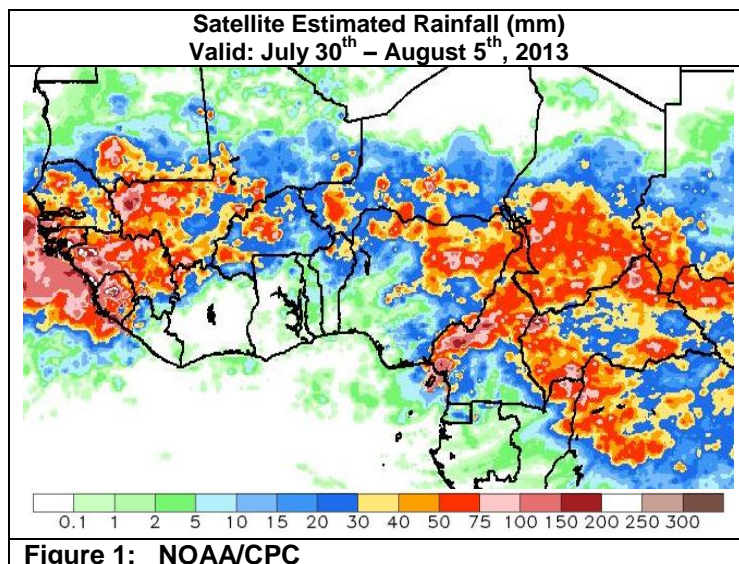 Satellite Estimated Rainfall (mm)
Valid: July 30th – August 5th, 2013
0.1 1 2 5 10 15 20 30 40 50 75 100 150 200 250 300
Figure 1: NOAA/CPC